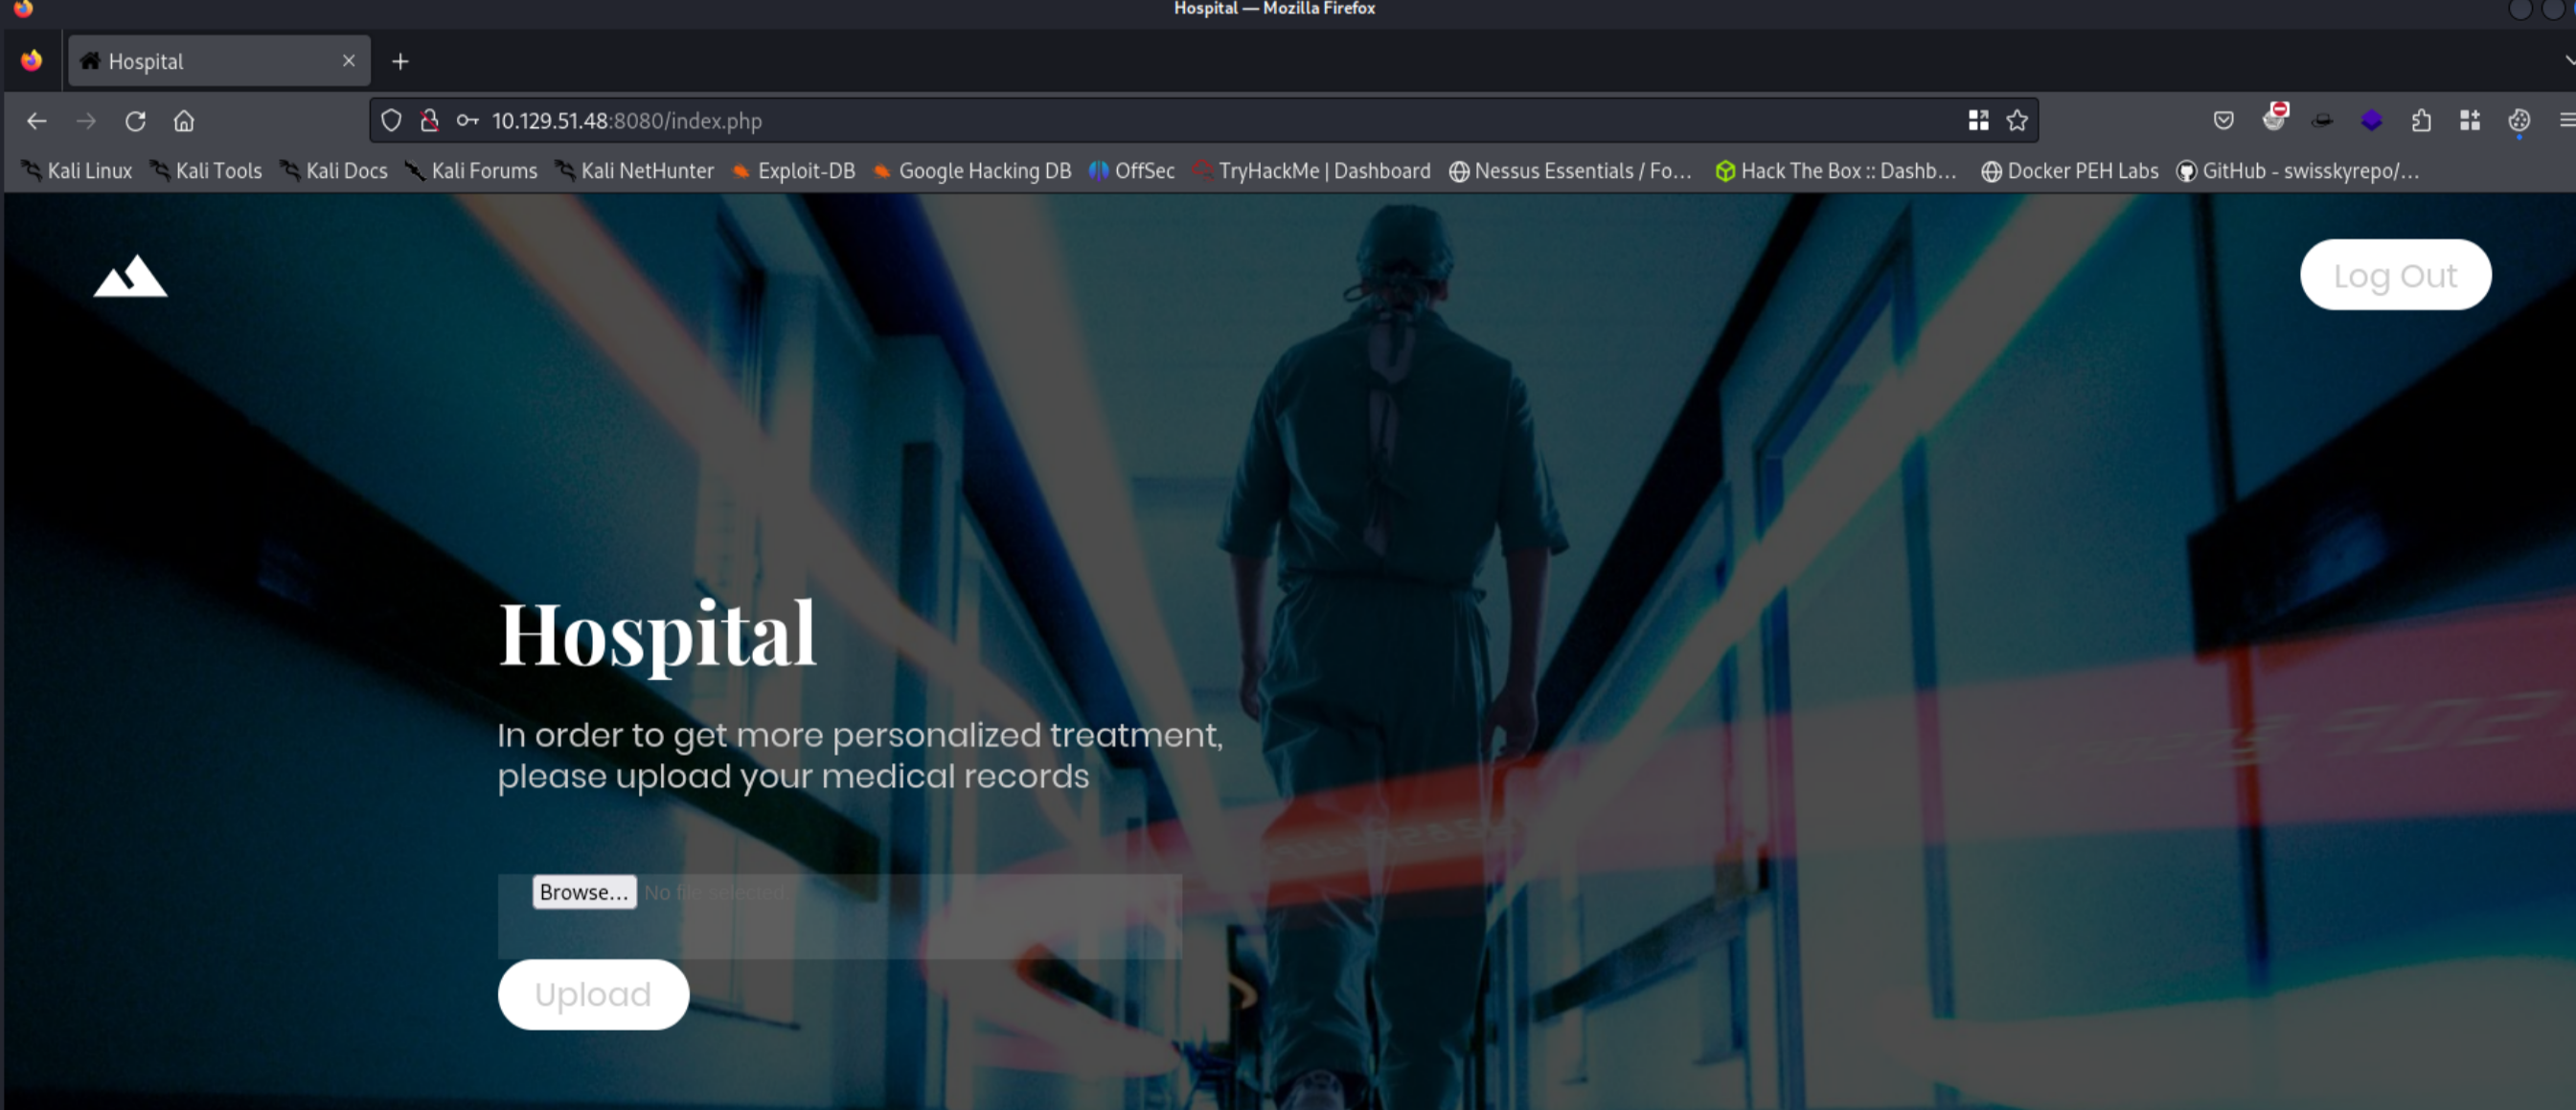 Hospital — Mozilla Firefox
Hospital
10.129.51.48:8080/index.php
Kali Linux Kali Tools Kali Docs Kali Forums Kali NetHunter Exploit-DB Google Hacking DB OffSec TryHackMe | Dashboard Nessus Essentials / Fo... Hack The Box :: Dashb... Docker PEH Labs GitHub - swisskyrepo/...
Log Out
Hospital
In order to get more personalized treatment,
please upload your medical records
Browse... No file selected.
Upload